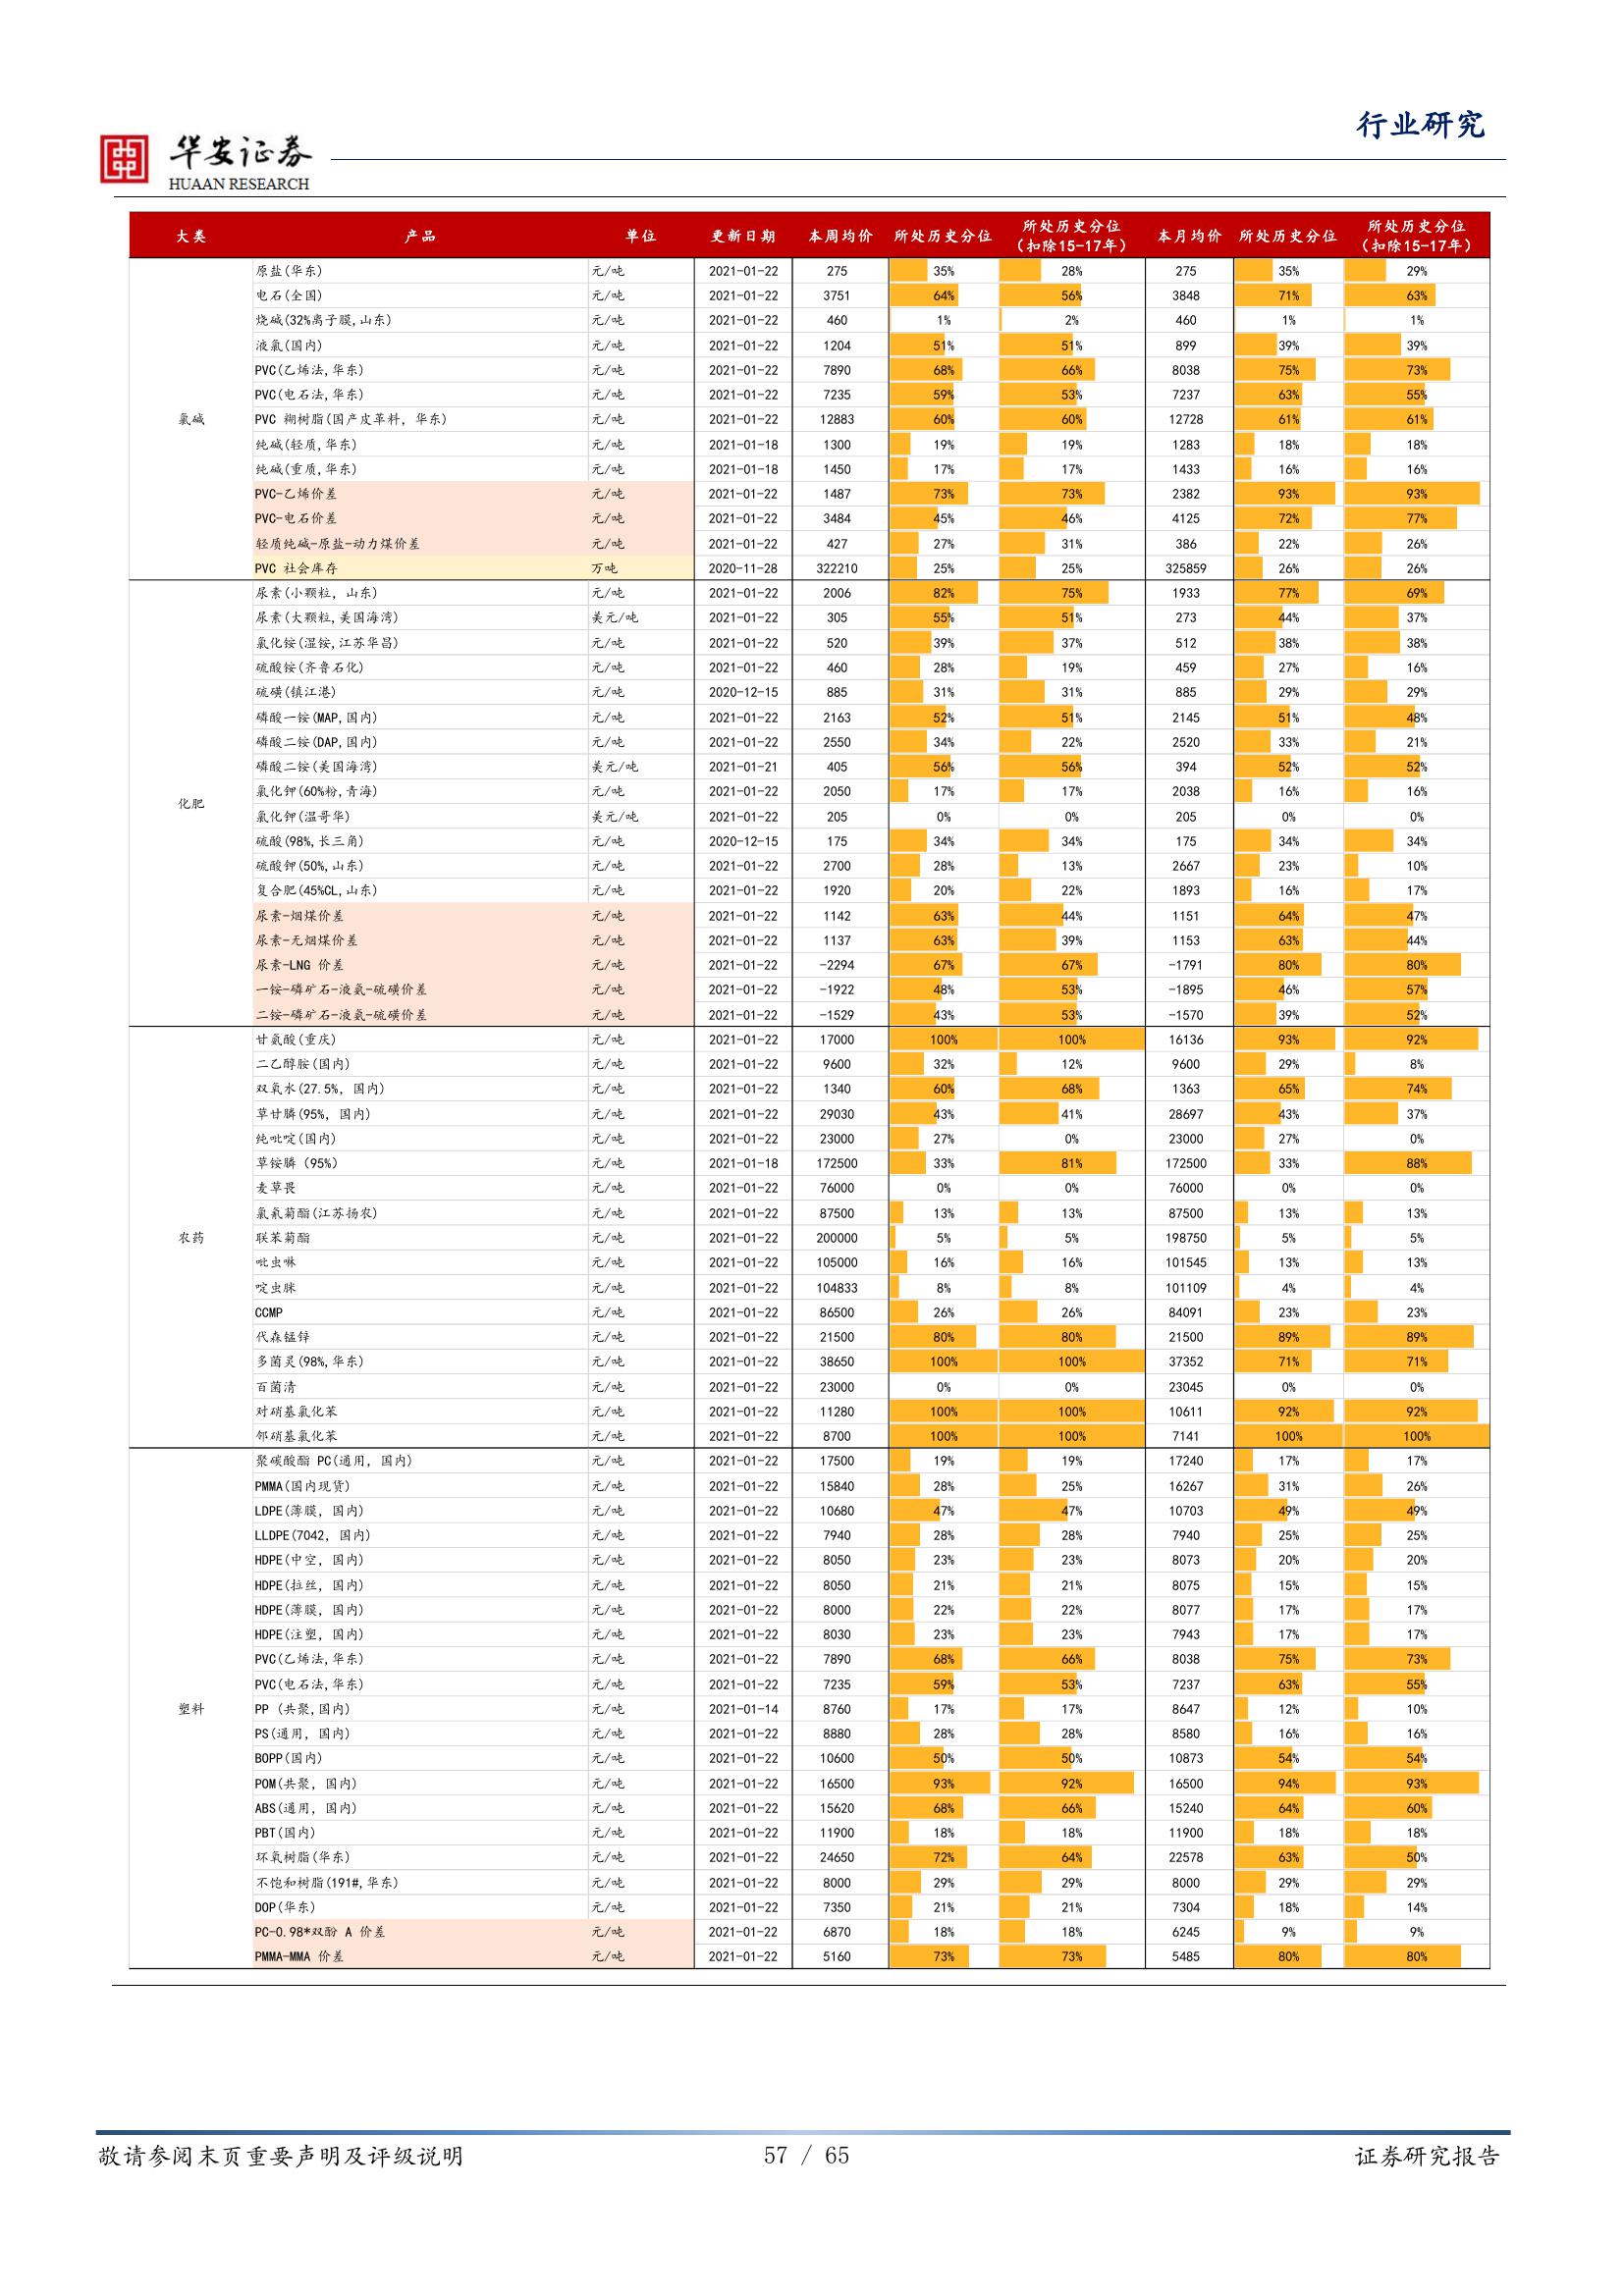 行业研究
华安证券
HUAAN RESEARCH
大类 产品 单位 更新日期 本周均价 所处历史分位 所处历史分位(扣除15-17年) 本月均价 所处历史分位 所处历史分位(扣除15-17年)
氯碱
原盐(华东) 元/吨 2021-01-22 275 35% 28% 275 35% 29%
电石(全国) 元/吨 2021-01-22 3751 64% 56% 3848 71% 63%
烧碱(32%离子膜,山东) 元/吨 2021-01-22 460 1% 2% 460 1% 1%
液氯(国内) 元/吨 2021-01-22 1204 51% 51% 899 39% 39%
PVC(乙烯法,华东) 元/吨 2021-01-22 7890 68% 66% 8038 75% 73%
PVC(电石法,华东) 元/吨 2021-01-22 7235 59% 53% 7237 63% 55%
PVC 糊树脂(国产皮革料, 华东) 元/吨 2021-01-22 12883 60% 60% 12728 61% 61%
纯碱(轻质,华东) 元/吨 2021-01-18 1300 19% 19% 1283 18% 18%
纯碱(重质,华东) 元/吨 2021-01-18 1450 17% 17% 1433 16% 16%
PVC-乙烯价差 元/吨 2021-01-22 1487 73% 73% 2382 93% 93%
PVC-电石价差 元/吨 2021-01-22 3484 45% 46% 4125 72% 77%
轻质纯碱-原盐-动力煤价差 元/吨 2021-01-22 427 27% 31% 386 22% 26%
PVC 社会库存 万吨 2020-11-28 322210 25% 25% 325859 26% 26%
化肥
尿素(小颗粒, 山东) 元/吨 2021-01-22 2006 82% 75% 1933 77% 69%
尿素(大颗粒,美国海湾) 美元/吨 2021-01-22 305 55% 51% 273 44% 37%
氯化铵(湿铵,江苏华昌) 元/吨 2021-01-22 520 39% 37% 512 38% 38%
硫酸铵(齐鲁石化) 元/吨 2021-01-22 460 28% 19% 459 27% 16%
硫磺(镇江港) 元/吨 2020-12-15 885 31% 31% 885 29% 29%
磷酸一铵(MAP,国内) 元/吨 2021-01-22 2163 52% 51% 2145 51% 48%
磷酸二铵(DAP,国内) 元/吨 2021-01-22 2550 34% 22% 2520 33% 21%
磷酸二铵(美国海湾) 美元/吨 2021-01-21 405 56% 56% 394 52% 52%
氯化钾(60%粉,青海) 元/吨 2021-01-22 2050 17% 17% 2038 16% 16%
氯化钾(温哥华) 美元/吨 2021-01-22 205 0% 0% 205 0% 0%
硫酸(98%,长三角) 元/吨 2020-12-15 175 34% 34% 175 34% 34%
硫酸钾(50%,山东) 元/吨 2021-01-22 2700 28% 13% 2667 23% 10%
复合肥(45%CL,山东) 元/吨 2021-01-22 1920 20% 22% 1893 16% 17%
尿素-烟煤价差 元/吨 2021-01-22 1142 63% 44% 1151 64% 47%
尿素-无烟煤价差 元/吨 2021-01-22 1137 63% 39% 1153 63% 44%
尿素-LNG 价差 元/吨 2021-01-22 -2294 67% 67% -1791 80% 80%
一铵-磷矿石-液氨-硫磺价差 元/吨 2021-01-22 -1922 48% 53% -1895 46% 57%
二铵-磷矿石-液氨-硫磺价差 元/吨 2021-01-22 -1529 43% 53% -1570 39% 52%
农药
甘氨酸(重庆) 元/吨 2021-01-22 17000 100% 100% 16136 93% 92%
二乙醇胺(国内) 元/吨 2021-01-22 9600 32% 12% 9600 29% 8%
双氧水(27.5%, 国内) 元/吨 2021-01-22 1340 60% 68% 1363 65% 74%
草甘膦(95%, 国内) 元/吨 2021-01-22 29030 43% 41% 28697 43% 37%
纯吡啶(国内) 元/吨 2021-01-22 23000 27% 0% 23000 27% 0%
草铵膦 (95%) 元/吨 2021-01-18 172500 33% 81% 172500 33% 88%
麦草畏 元/吨 2021-01-22 76000 0% 0% 76000 0% 0%
氯氰菊酯(江苏扬农) 元/吨 2021-01-22 87500 13% 13% 87500 13% 13%
联苯菊酯 元/吨 2021-01-22 200000 5% 5% 198750 5% 5%
吡虫啉 元/吨 2021-01-22 105000 16% 16% 101545 13% 13%
啶虫脒 元/吨 2021-01-22 104833 8% 8% 101109 4% 4%
CCMP 元/吨 2021-01-22 86500 26% 26% 84091 23% 23%
代森锰锌 元/吨 2021-01-22 21500 80% 80% 21500 89% 89%
多菌灵(98%,华东) 元/吨 2021-01-22 38650 100% 100% 37352 71% 71%
百菌清 元/吨 2021-01-22 23000 0% 0% 23045 0% 0%
对硝基氯化苯 元/吨 2021-01-22 11280 100% 100% 10611 92% 92%
邻硝基氯化苯 元/吨 2021-01-22 8700 100% 100% 7141 100% 100%
塑料
聚碳酸酯 PC(通用, 国内) 元/吨 2021-01-22 17500 19% 19% 17240 17% 17%
PMMA(国内现货) 元/吨 2021-01-22 15840 28% 25% 16267 31% 26%
LDPE(薄膜, 国内) 元/吨 2021-01-22 10680 47% 47% 10703 49% 49%
LLDPE(7042, 国内) 元/吨 2021-01-22 7940 28% 28% 7940 25% 25%
HDPE(中空, 国内) 元/吨 2021-01-22 8050 23% 23% 8073 20% 20%
HDPE(拉丝, 国内) 元/吨 2021-01-22 8050 21% 21% 8075 15% 15%
HDPE(薄膜, 国内) 元/吨 2021-01-22 8000 22% 22% 8077 17% 17%
HDPE(注塑, 国内) 元/吨 2021-01-22 8030 23% 23% 7943 17% 17%
PVC(乙烯法,华东) 元/吨 2021-01-22 7890 68% 66% 8038 75% 73%
PVC(电石法,华东) 元/吨 2021-01-22 7235 59% 53% 7237 63% 55%
PP (共聚,国内) 元/吨 2021-01-14 8760 17% 17% 8647 12% 10%
PS(通用, 国内) 元/吨 2021-01-22 8880 28% 28% 8580 16% 16%
BOPP(国内) 元/吨 2021-01-22 10600 50% 50% 10873 54% 54%
POM(共聚, 国内) 元/吨 2021-01-22 16500 93% 92% 16500 94% 93%
ABS(通用, 国内) 元/吨 2021-01-22 15620 68% 66% 15240 64% 60%
PBT(国内) 元/吨 2021-01-22 11900 18% 18% 11900 18% 18%
环氧树脂(华东) 元/吨 2021-01-22 24650 72% 64% 22578 63% 50%
不饱和树脂(191#,华东) 元/吨 2021-01-22 8000 29% 29% 8000 29% 29%
DOP(华东) 元/吨 2021-01-22 7350 21% 21% 7304 18% 14%
PC-0.98*双酚 A 价差 元/吨 2021-01-22 6870 18% 18% 6245 9% 9%
PMMA-MMA 价差 元/吨 2021-01-22 5160 73% 73% 5485 80% 80%
敬请参阅末页重要声明及评级说明 57 / 65 证券研究报告